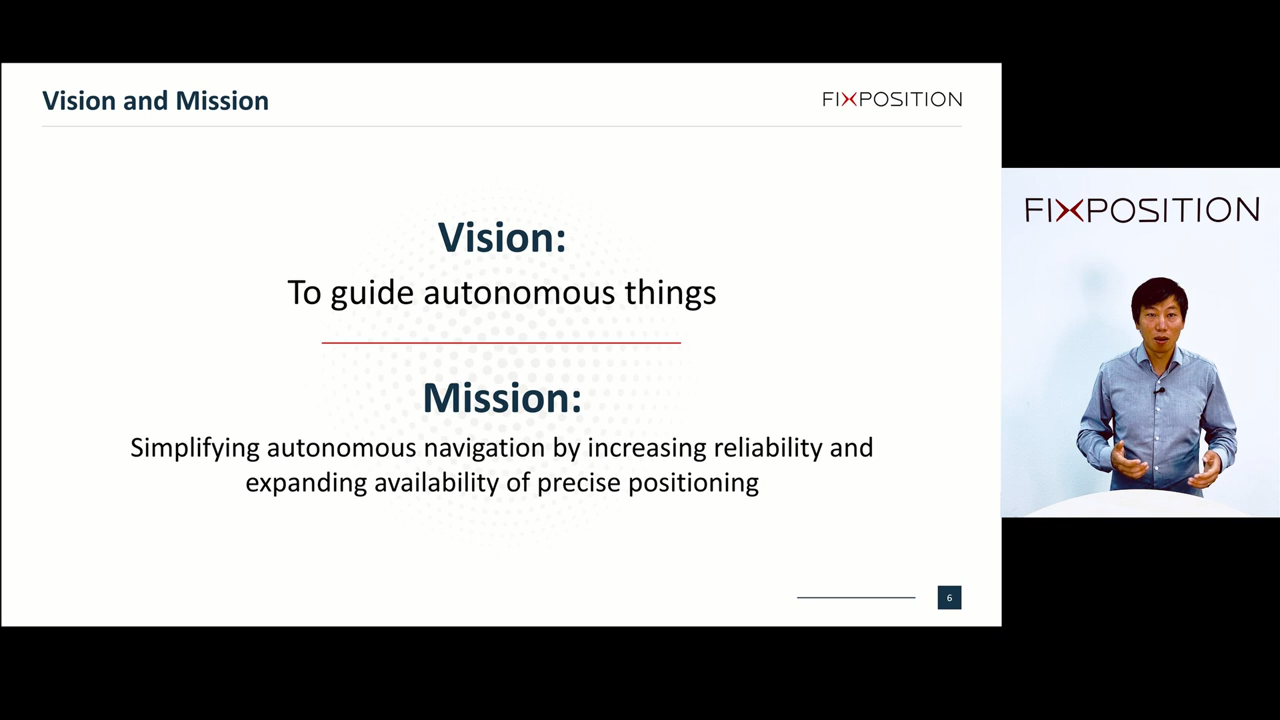 Vision and Mission
FIXPOSITION
Vision:
To guide autonomous things
Mission:
Simplifying autonomous navigation by increasing reliability and
expanding availability of precise positioning
6
FIXPOSITION